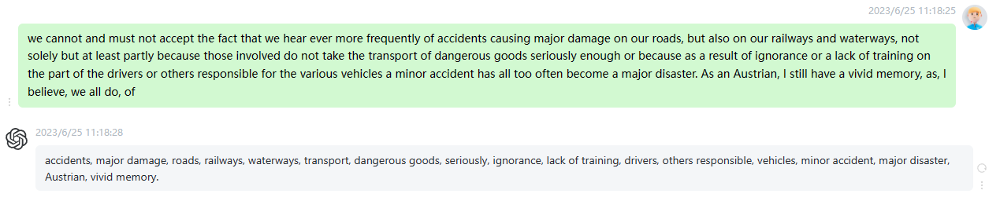 2023/6/25 11:18:25
we cannot and must not accept the fact that we hear ever more frequently of accidents causing major damage on our roads, but also on our railways and waterways, not
solely but at least partly because those involved do not take the transport of dangerous goods seriously enough or because as a result of ignorance or a lack of training on
the part of the drivers or others responsible for the various vehicles a minor accident has all too often become a major disaster. As an Austrian, I still have a vivid memory, as, I
believe, we all do, of
2023/6/25 11:18:28
accidents, major damage, roads, railways, waterways, transport, dangerous goods, seriously, ignorance, lack of training, drivers, others responsible, vehicles, minor accident, major disaster,
Austrian, vivid memory.